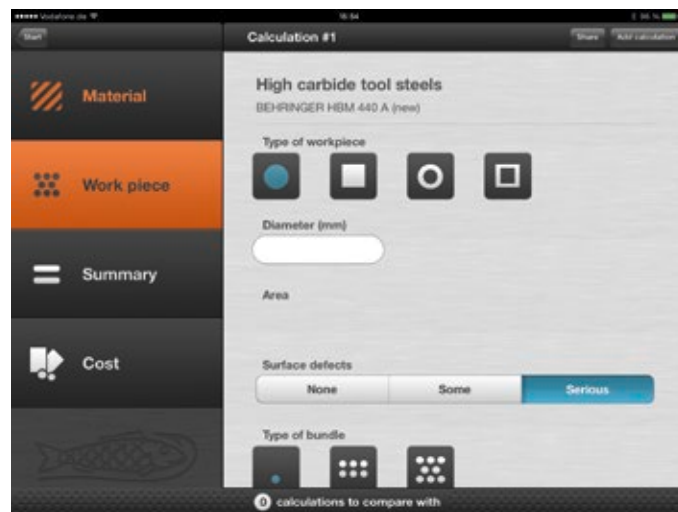 Vodafone.de
16:54
Start
Calculation #1
Share
Add calculation
Material
Work piece
Summary
Cost
High carbide tool steels
BEHRINGER HBM 440 A (new)
Type of workpiece
Diameter (mm)
Area
Surface defects
None
Some
Serious
Type of bundle
0 calculations to compare with